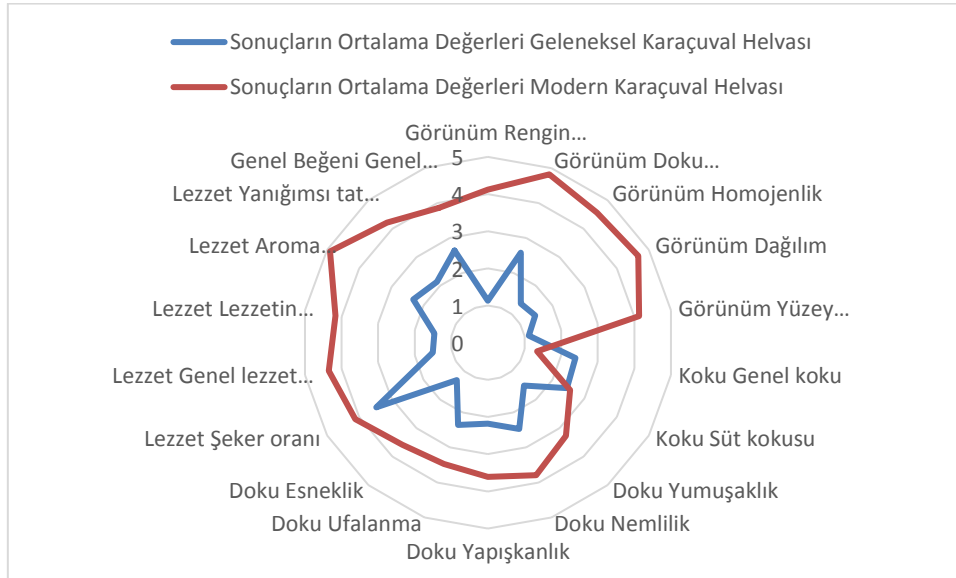 Sonuçların Ortalama Değerleri Geleneksel Karaçuval Helvası
Sonuçların Ortalama Değerleri Modern Karaçuval Helvası
Görünüm Rengin…
Görünüm Doku…
Görünüm Homojenlik
Görünüm Dağılım
Görünüm Yüzey…
Koku Genel koku
Koku Süt kokusu
Doku Yumuşaklık
Doku Nemlilik
Doku Yapışkanlık
Doku Ufalanma
Doku Esneklik
Lezzet Şeker oranı
Lezzet Genel lezzet…
Lezzet Lezzetin…
Lezzet Aroma…
Lezzet Yanığımsı tat…
Genel Beğeni Genel…
5
4
3
2
1
0